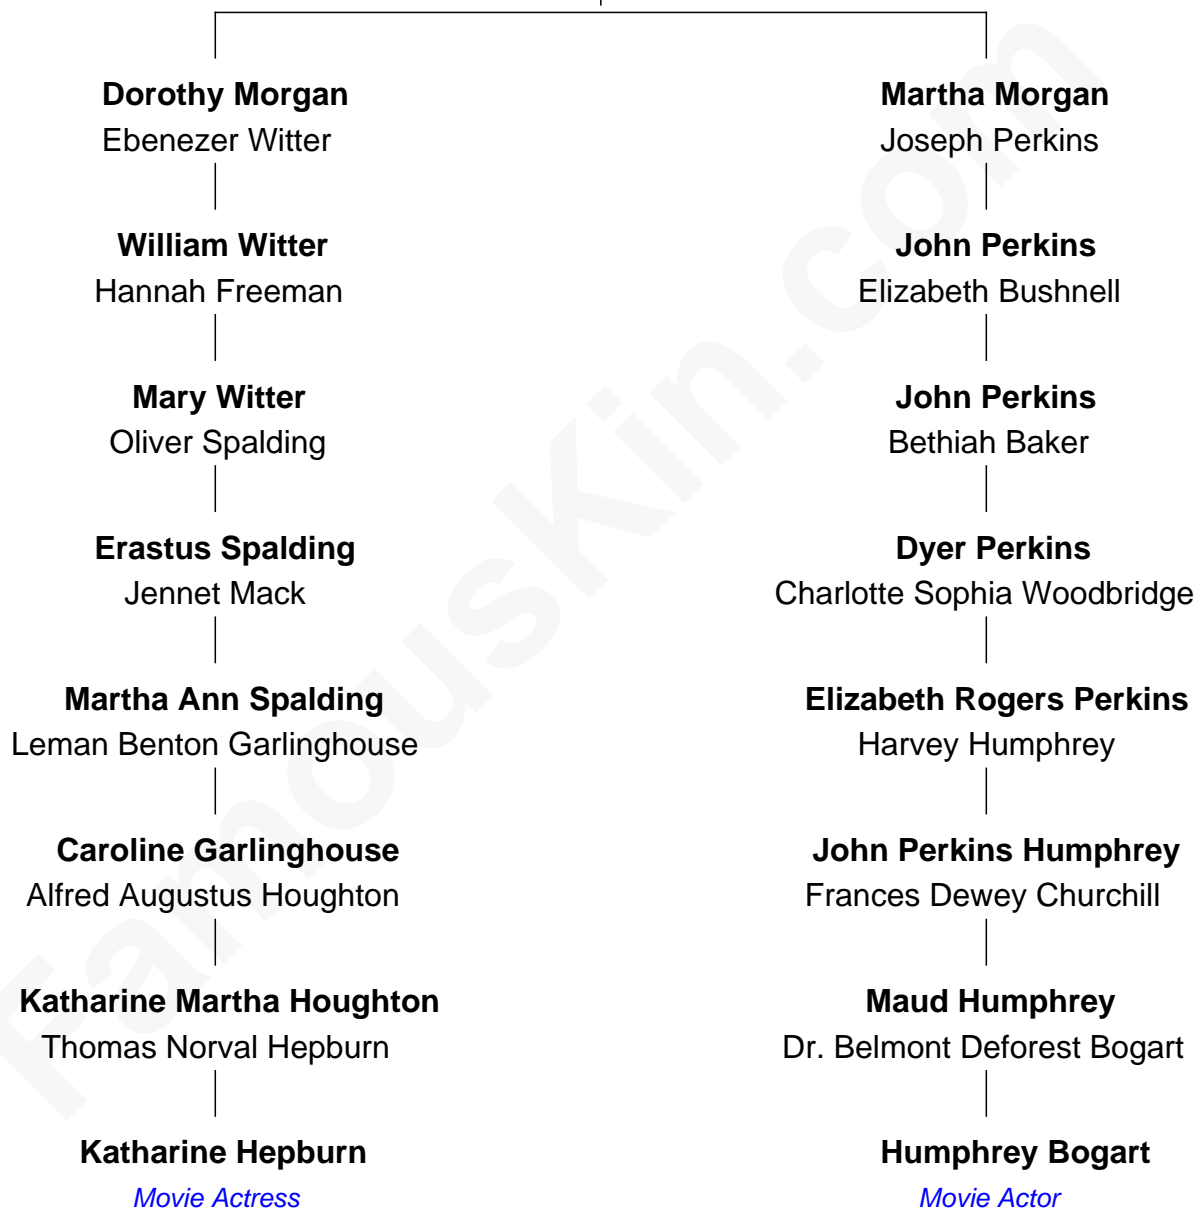 Dorothy Morgan
Ebenezer Witter
William Witter
Hannah Freeman
Mary Witter
Oliver Spalding
Erastus Spalding
Jennet Mack
Martha Ann Spalding
Leman Benton Garlinghouse
Caroline Garlinghouse
Alfred Augustus Houghton
Katharine Martha Houghton
Thomas Norval Hepburn
Katharine Hepburn
Movie Actress
Martha Morgan
Joseph Perkins
John Perkins
Elizabeth Bushnell
John Perkins
Bethiah Baker
Dyer Perkins
Charlotte Sophia Woodbridge
Elizabeth Rogers Perkins
Harvey Humphrey
John Perkins Humphrey
Frances Dewey Churchill
Maud Humphrey
Dr. Belmont Deforest Bogart
Humphrey Bogart
Movie Actor
FamousKin.com